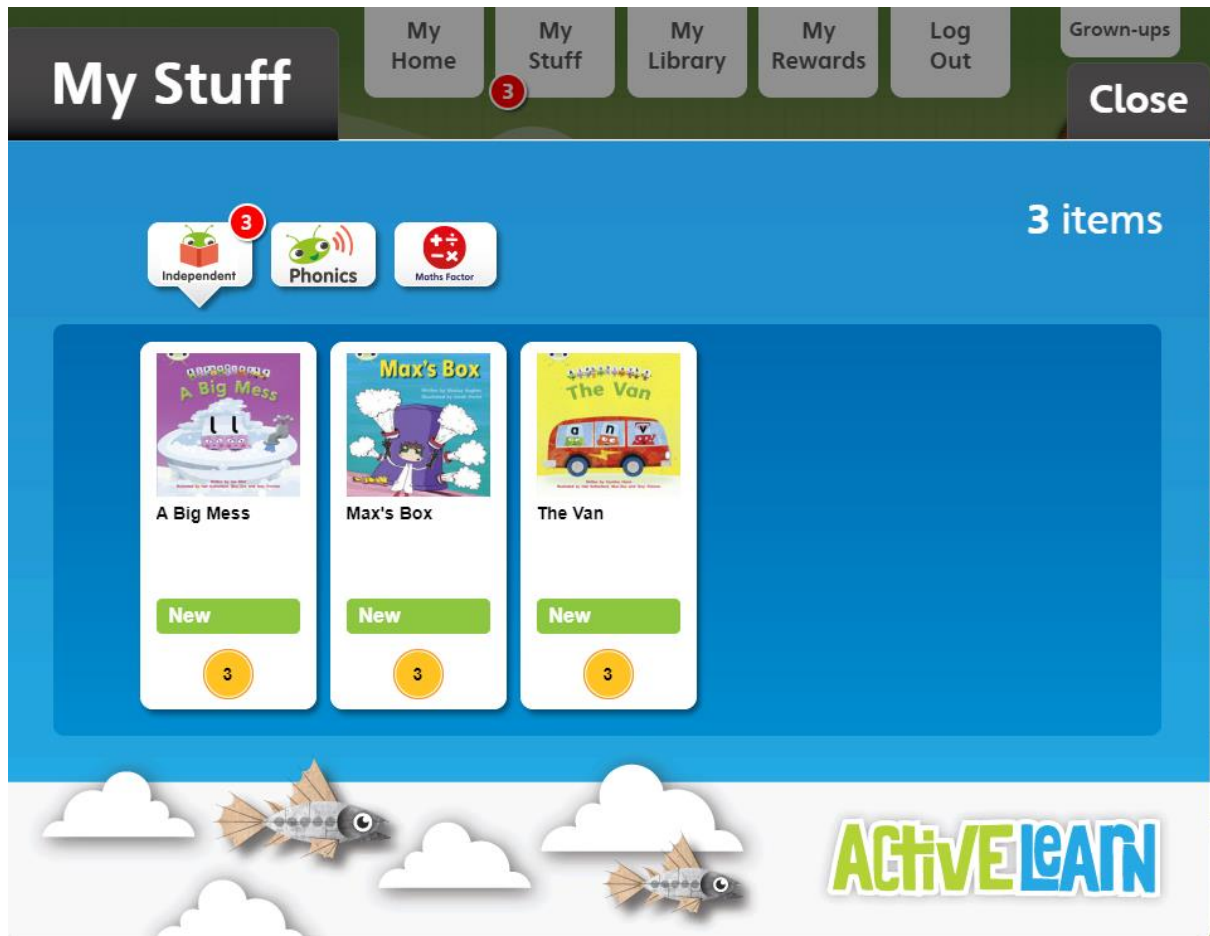 My Stuff
My Home
My Stuff
3
My Library
My Rewards
Log Out
Grown-ups
Close
3 items
Independent
3
Phonics
Maths Factor
A Big Mess
l l
Max's Box
The Van
a n v
A Big Mess
Max's Box
The Van
New
New
New
3
3
3
ACTIVE LEARN